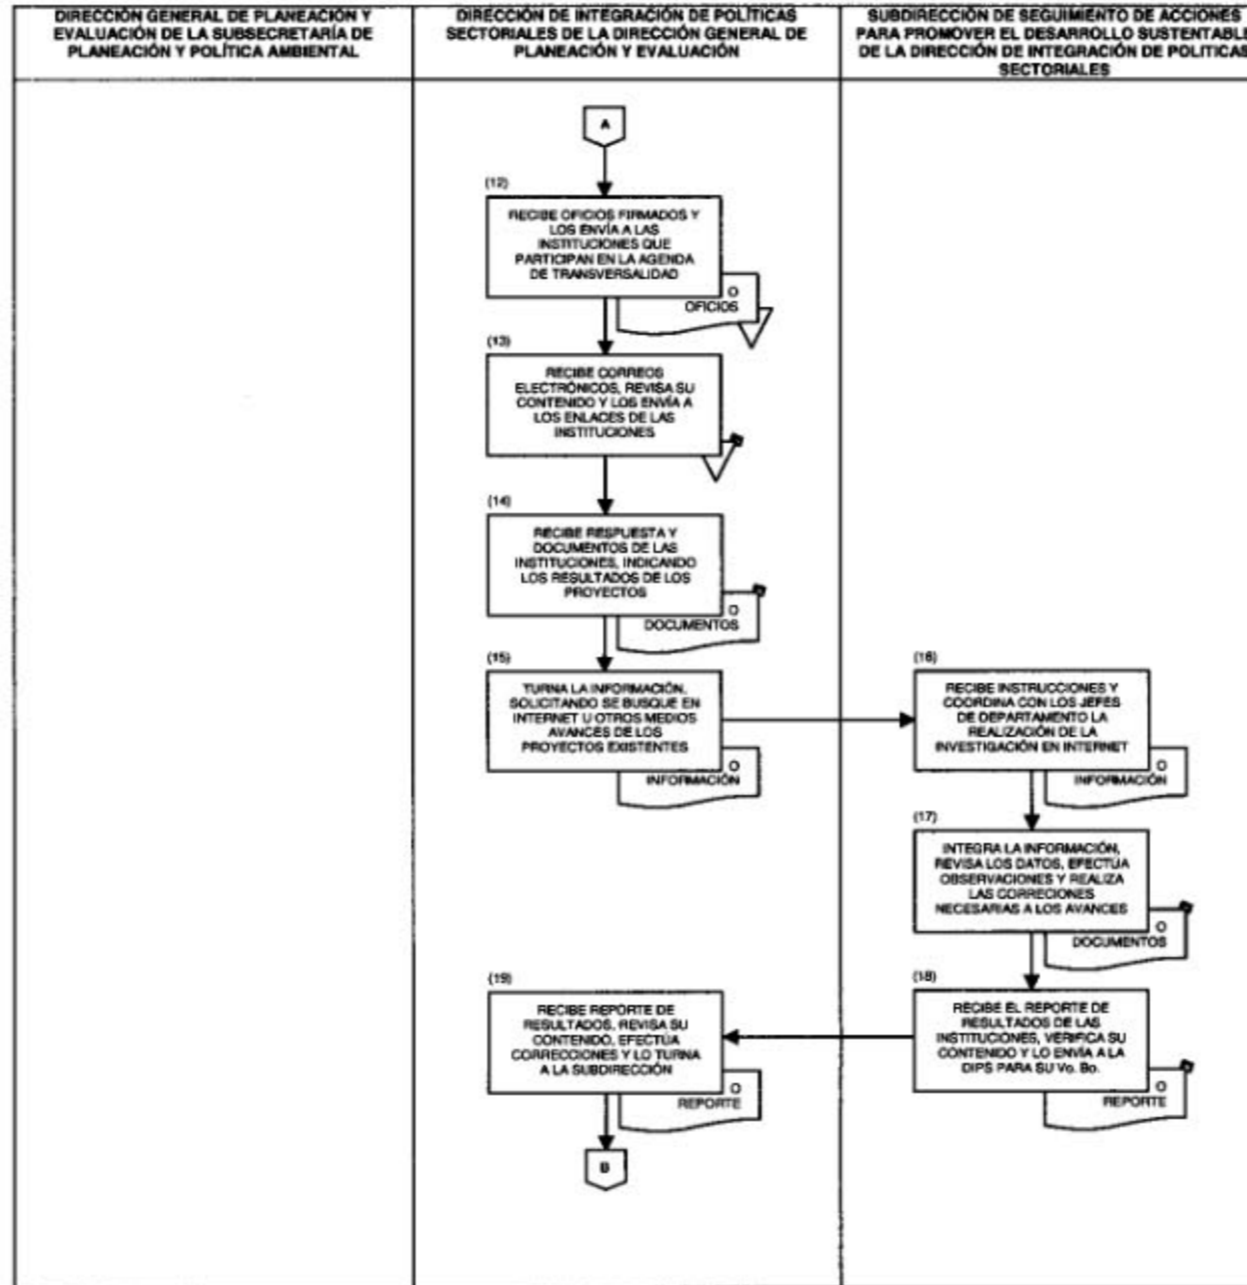 DIRECCIÓN GENERAL DE PLANEACIÓN Y
EVALUACIÓN DE LA SUBSECRETARÍA DE
PLANEACIÓN Y POLÍTICA AMBIENTAL
DIRECCIÓN DE INTEGRACIÓN DE POLÍTICAS
SECTORIALES DE LA DIRECCIÓN GENERAL DE
PLANEACIÓN Y EVALUACIÓN
SUBDIRECCIÓN DE SEGUIMIENTO DE ACCIONES
PARA PROMOVER EL DESARROLLO SUSTENTABLE
DE LA DIRECCIÓN DE INTEGRACIÓN DE POLITICAS
SECTORIALES
A
(12)
RECIBE OFICIOS FIRMADOS Y
LOS ENVÍA A LAS
INSTITUCIONES QUE
PARTICIPAN EN LA AGENDA
DE TRANSVERSALIDAD
O
OFICIOS
(13)
RECIBE CORREOS
ELECTRÓNICOS, REVISA SU
CONTENIDO Y LOS ENVÍA A
LOS ENLACES DE LAS
INSTITUCIONES
(14)
RECIBE RESPUESTA Y
DOCUMENTOS DE LAS
INSTITUCIONES, INDICANDO
LOS RESULTADOS DE LOS
PROYECTOS
O
DOCUMENTOS
(15)
TURNA LA INFORMACIÓN,
SOLICITANDO SE BUSQUE EN
INTERNET U OTROS MEDIOS
AVANCES DE LOS
PROYECTOS EXISTENTES
O
INFORMACIÓN
(16)
RECIBE INSTRUCCIONES Y
COORDINA CON LOS JEFES
DE DEPARTAMENTO LA
REALIZACIÓN DE LA
INVESTIGACIÓN EN INTERNET
O
INFORMACIÓN
(17)
INTEGRA LA INFORMACIÓN,
REVISA LOS DATOS, EFECTÚA
OBSERVACIONES Y REALIZA
LAS CORRECIONES
NECESARIAS A LOS AVANCES
O
DOCUMENTOS
(18)
RECIBE EL REPORTE DE
RESULTADOS DE LAS
INSTITUCIONES, VERIFICA SU
CONTENIDO Y LO ENVÍA A LA
DIPS PARA SU Vo. Bo.
O
REPORTE
(19)
RECIBE REPORTE DE
RESULTADOS, REVISA SU
CONTENIDO, EFECTÚA
CORRECCIONES Y LO TURNA
A LA SUBDIRECCIÓN
O
REPORTE
B